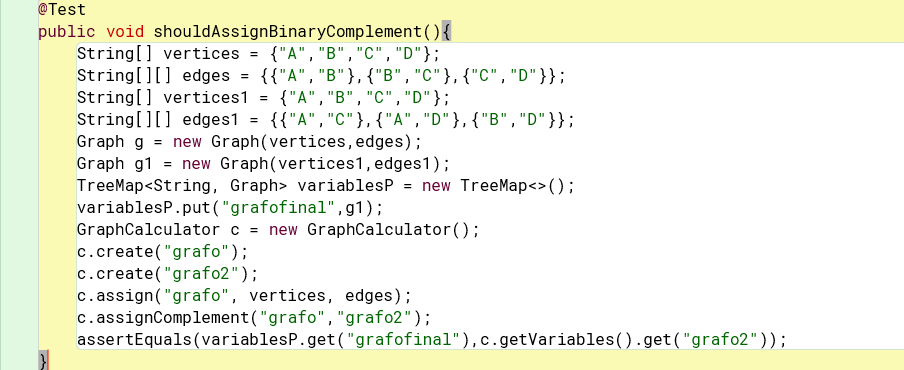 @Test
public void shouldAssignBinaryComplement(){
String[] vertices = {"A","B","C","D"};
String[][] edges = {{"A","B"},{"B","C"},{"C","D"}};
String[] vertices1 = {"A","B","C","D"};
String[][] edges1 = {{"A","C"},{"A","D"},{"B","D"}};
Graph g = new Graph(vertices,edges);
Graph g1 = new Graph(vertices1,edges1);
TreeMap<String, Graph> variablesP = new TreeMap<>();
variablesP.put("grafofinal",g1);
GraphCalculator c = new GraphCalculator();
c.create("grafo");
c.create("grafo2");
c.assign("grafo", vertices, edges);
c.assignComplement("grafo","grafo2");
assertEquals(variablesP.get("grafofinal"),c.getVariables().get("grafo2"));
}